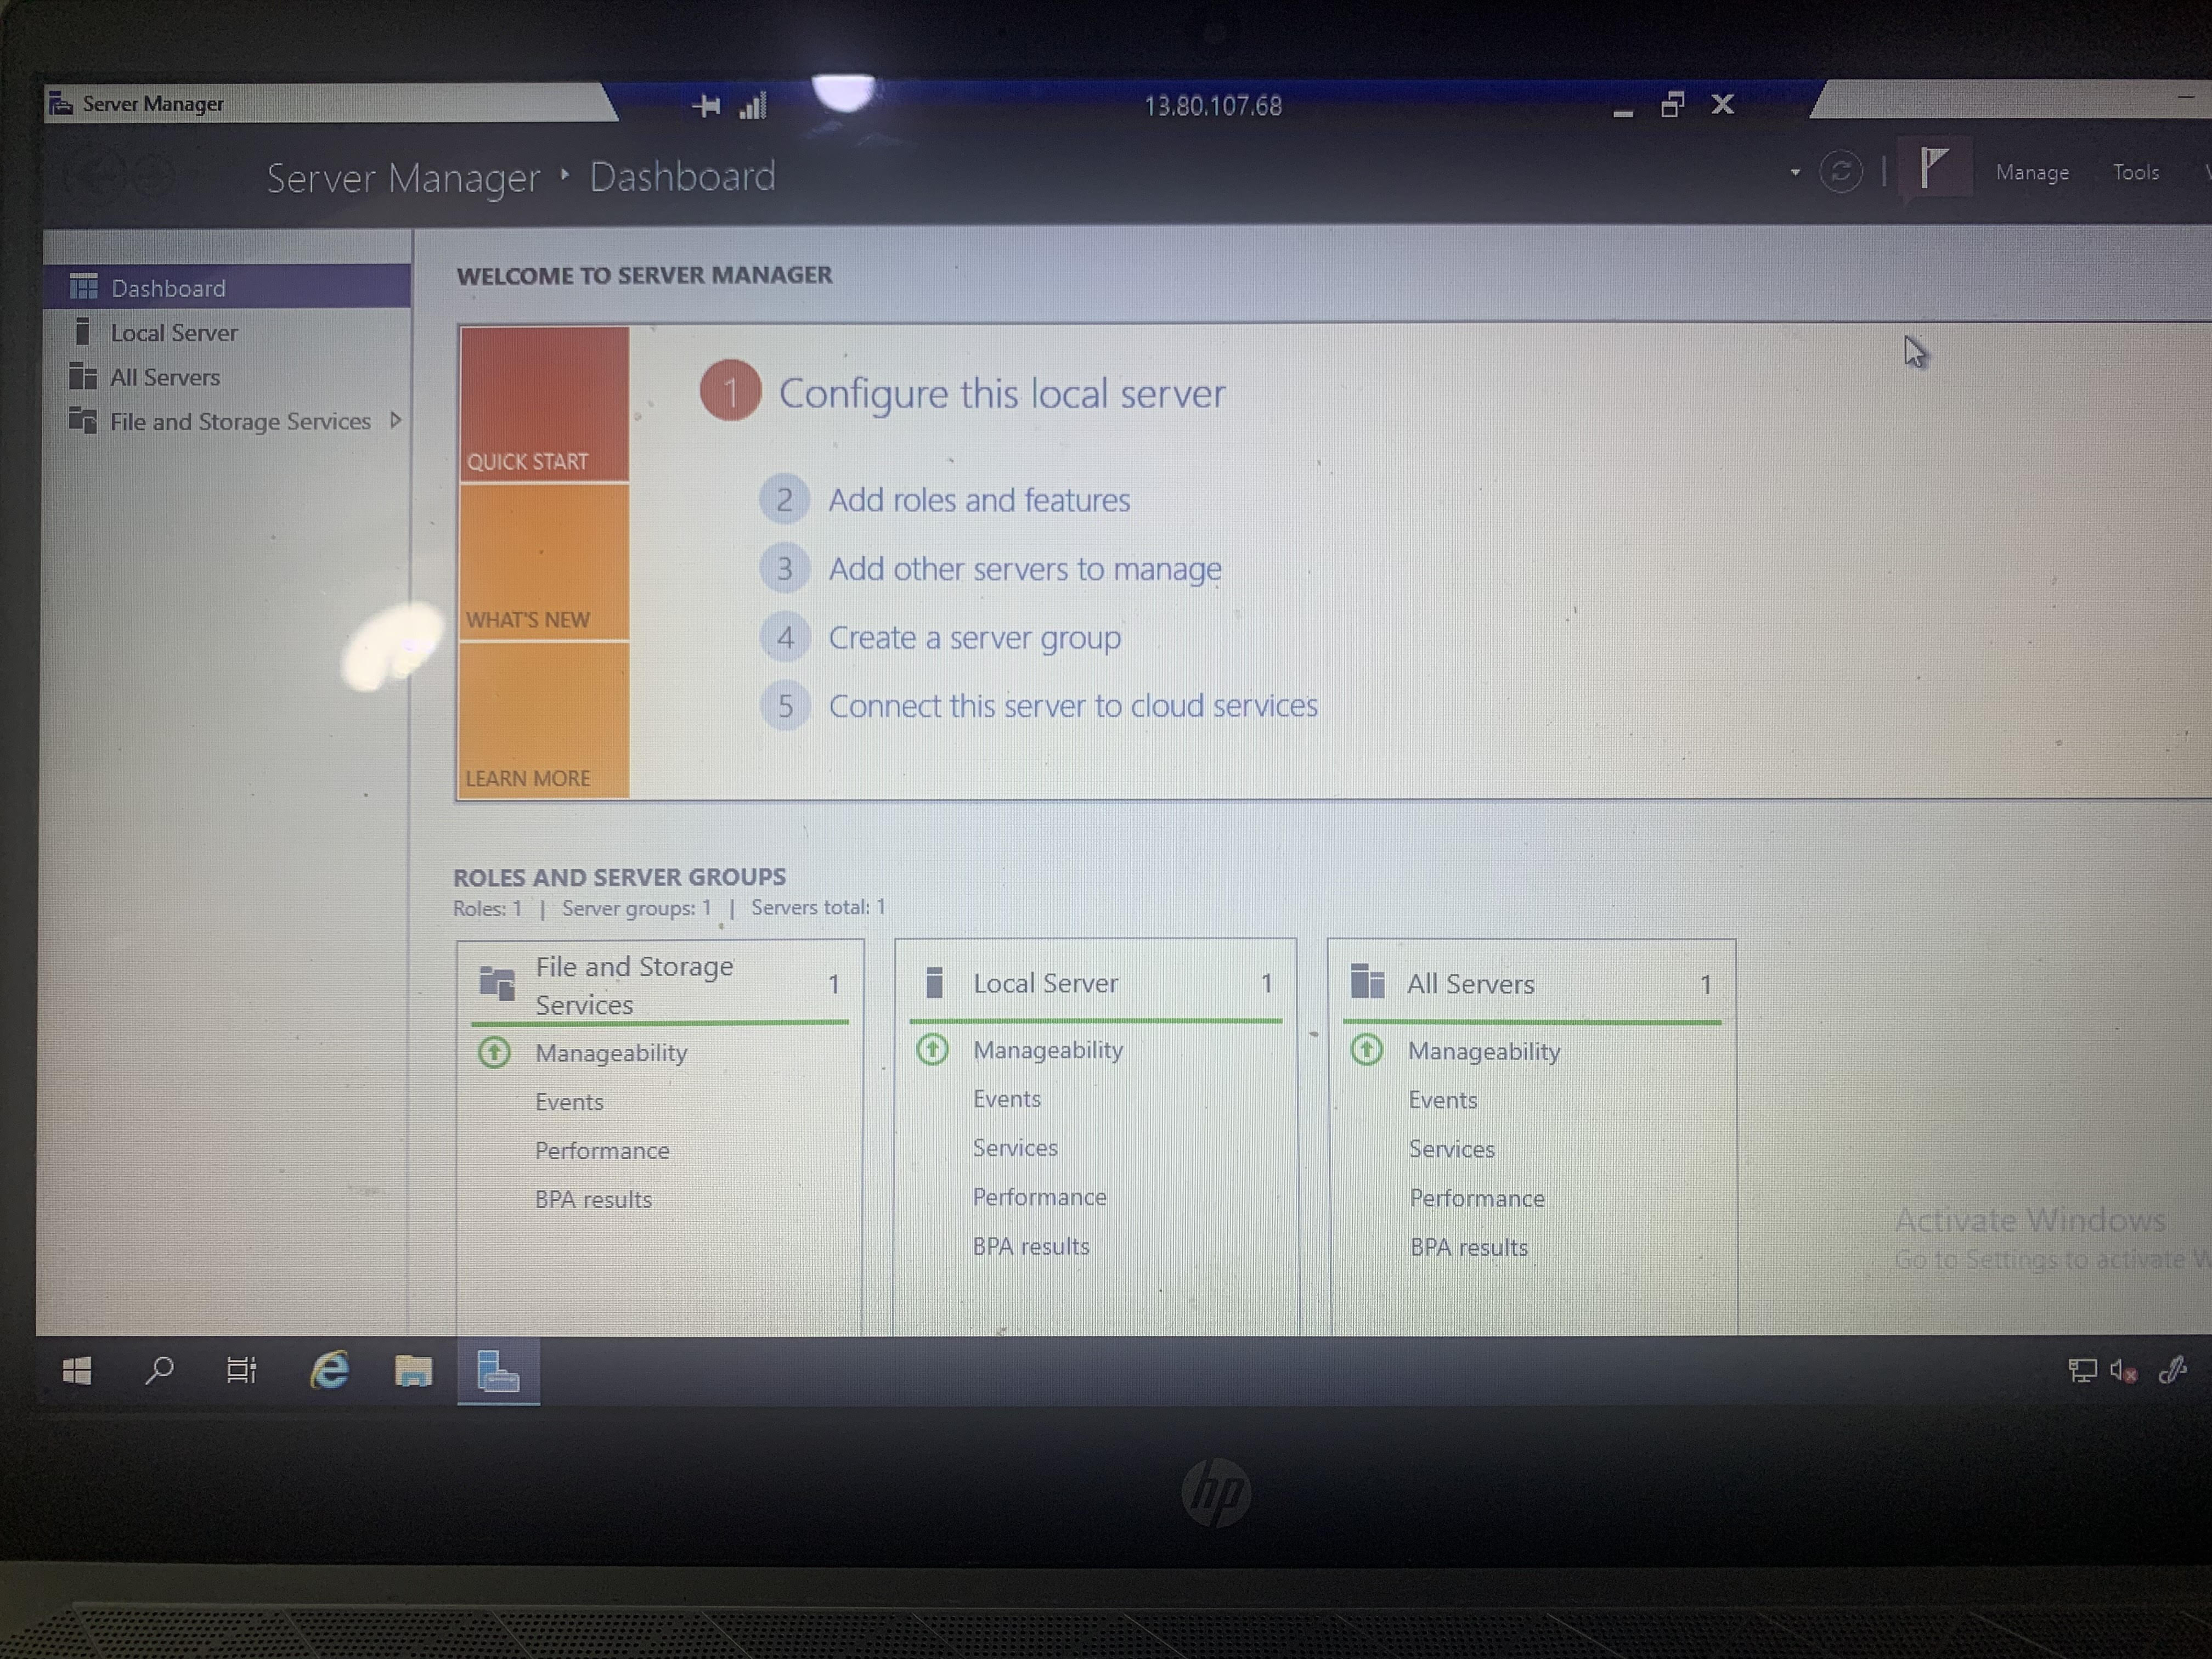 Server Manager
13.80.107.68
Server Manager
Dashboard
Manage
Tools
Dashboard
Local Server
All Servers
File and Storage Services
WELCOME TO SERVER MANAGER
QUICK START
WHAT'S NEW
LEARN MORE
1 Configure this local server
2 Add roles and features
3 Add other servers to manage
4 Create a server group
5 Connect this server to cloud services
ROLES AND SERVER GROUPS
Roles: 1 | Server groups: 1 | Servers total: 1
File and Storage
Services
1
Manageability
Events
Performance
BPA results
Local Server 1
Manageability
Events
Services
Performance
BPA results
All Servers 1
Manageability
Events
Services
Performance
BPA results
Activate Windows
Go to Settings to activate W
hp